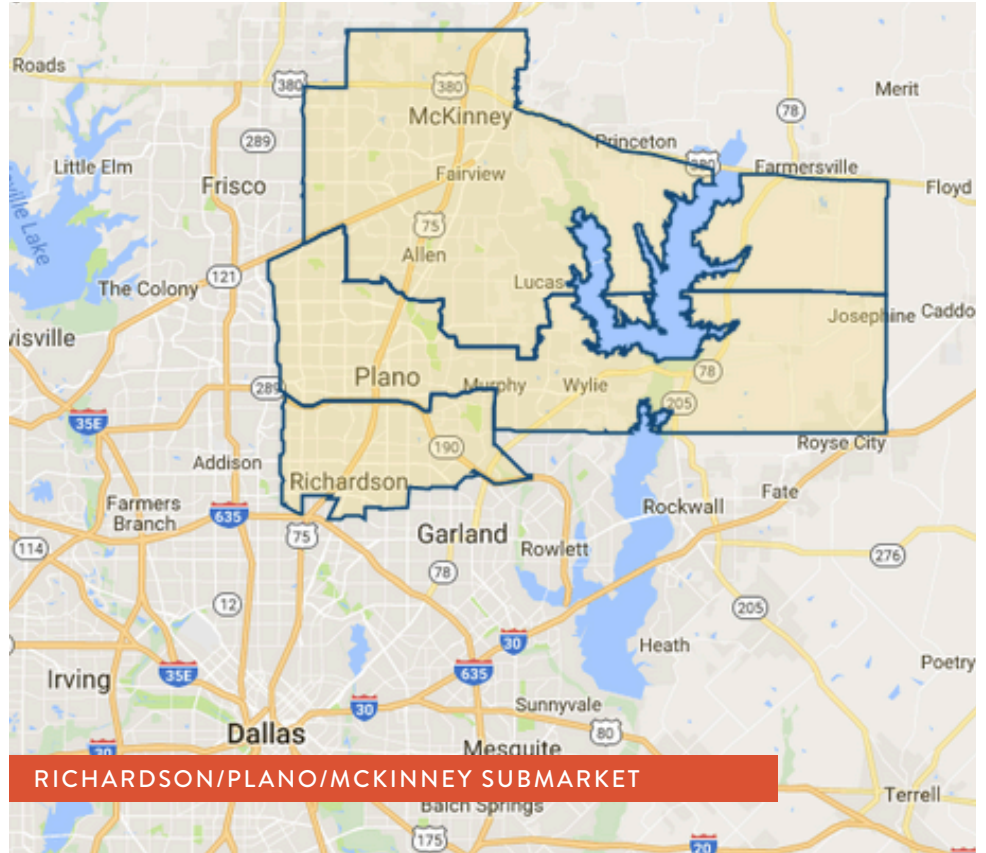 Roads
380
380
Merit
McKinney
78
289
Princeton
380
Little Elm
Farmersville
Fairview
Frisco
Floyd
75
Allen
121
Lucas
The Colony
Josephine
Caddo
visville
78
Plano
Murphy
Wylie
289
205
35E
190
Royse City
Addison
Richardson
Fate
Farmers
Branch
Rockwall
635
Garland
75
114
Rowlett
276
78
12
205
30
Heath
35E
635
Irving
Poetry
30
Sunnyvale
Dallas
80
Mesquite
30
RICHARDSON/PLANO/MCKINNEY SUBMARKET
Terrell
Balch Springs
175
20